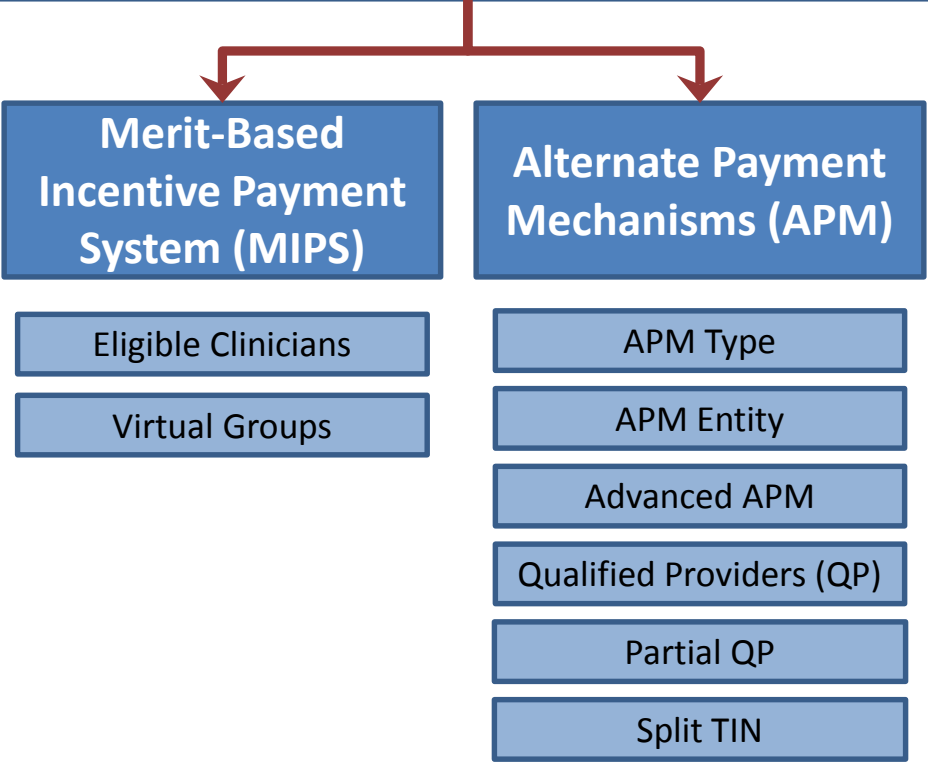 Merit-Based
Incentive Payment
System (MIPS)
Eligible Clinicians
Virtual Groups
Alternate Payment
Mechanisms (APM)
APM Type
APM Entity
Advanced APM
Qualified Providers (QP)
Partial QP
Split TIN